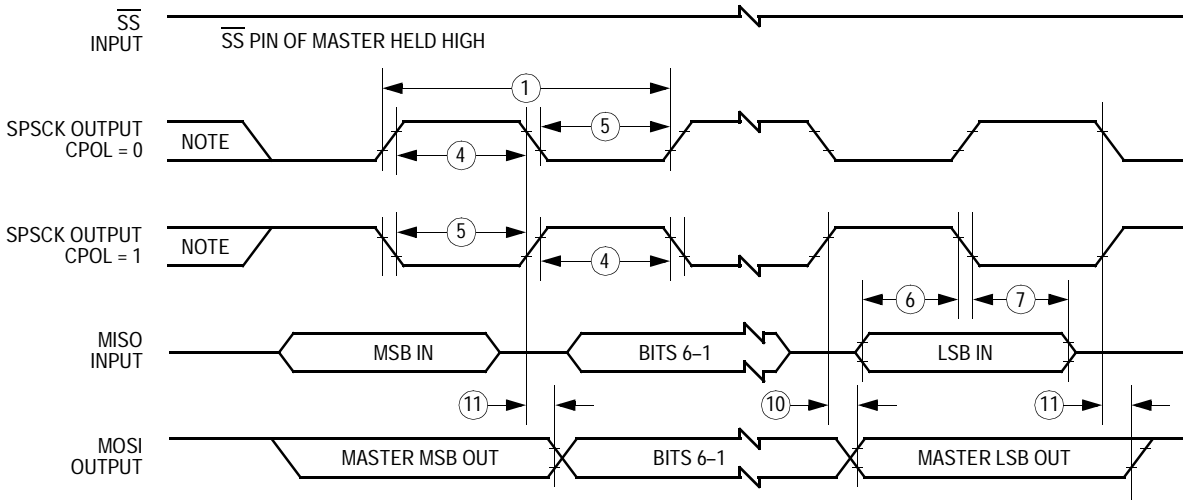 SS
INPUT
SS PIN OF MASTER HELD HIGH
1
SPSCK OUTPUT
CPOL = 0
NOTE
5
4
SPSCK OUTPUT
CPOL = 1
NOTE
5
4
6
7
MISO
INPUT
MSB IN
BITS 6–1
LSB IN
11
10
11
MOSI
OUTPUT
MASTER MSB OUT
BITS 6–1
MASTER LSB OUT